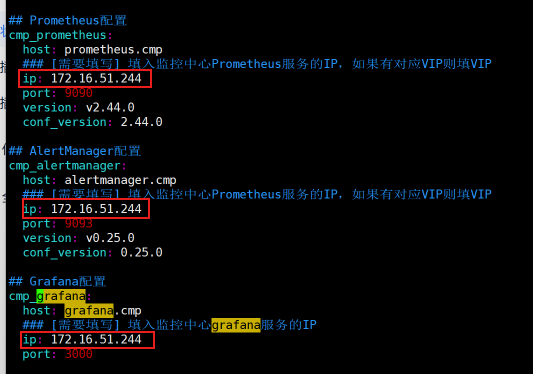 ## Prometheus配置
cmp_prometheus:
host: prometheus.cmp
### [需要填写] 填入监控中心Prometheus服务的IP，如果有对应VIP则填VIP
ip: 172.16.51.244
port: 9090
version: v2.44.0
conf_version: 2.44.0
## AlertManager配置
cmp_alertmanager:
host: alertmanager.cmp
### [需要填写] 填入监控中心Prometheus服务的IP，如果有对应VIP则填VIP
ip: 172.16.51.244
port: 9093
version: v0.25.0
conf_version: 0.25.0
## Grafana配置
cmp_grafana:
host: grafana.cmp
### [需要填写] 填入监控中心grafana服务的IP
ip: 172.16.51.244
port: 3000